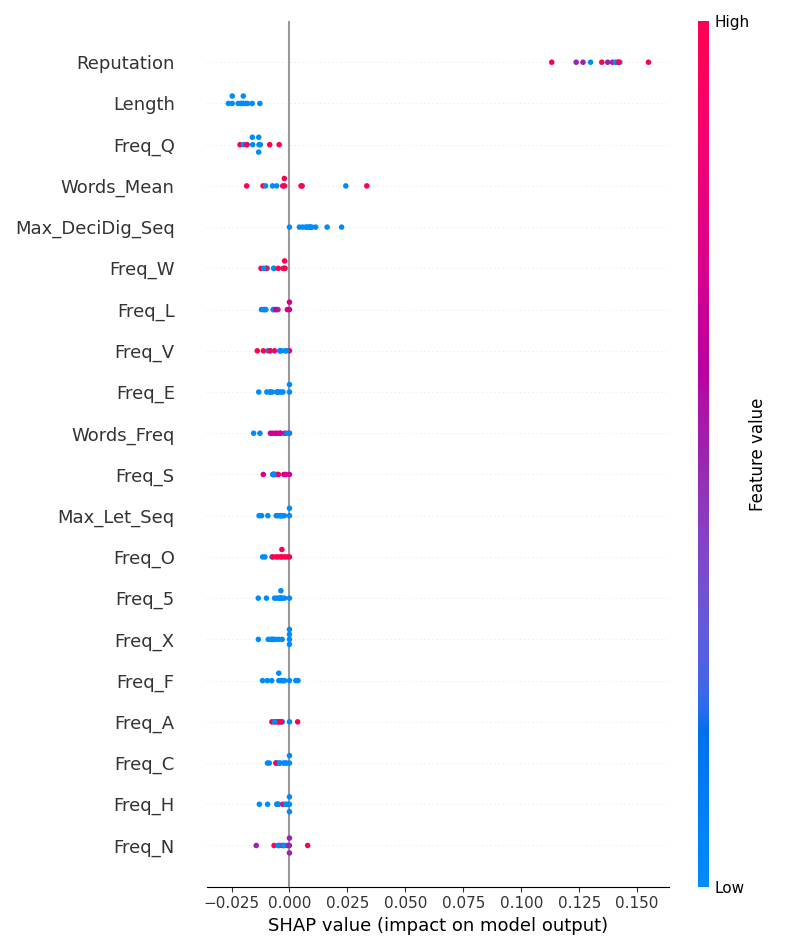 High
Reputation
Length
Freq_Q
Words_Mean
Max_DeciDig_Seq
Freq_W
Freq_L
Freq_V
Freq_E
Words_Freq
Freq_S
Max_Let_Seq
Freq_O
Freq_5
Freq_X
Freq_F
Freq_A
Freq_C
Freq_H
Freq_N
Feature value
Low
−0.025 0.000 0.025 0.050 0.075 0.100 0.125 0.150
SHAP value (impact on model output)